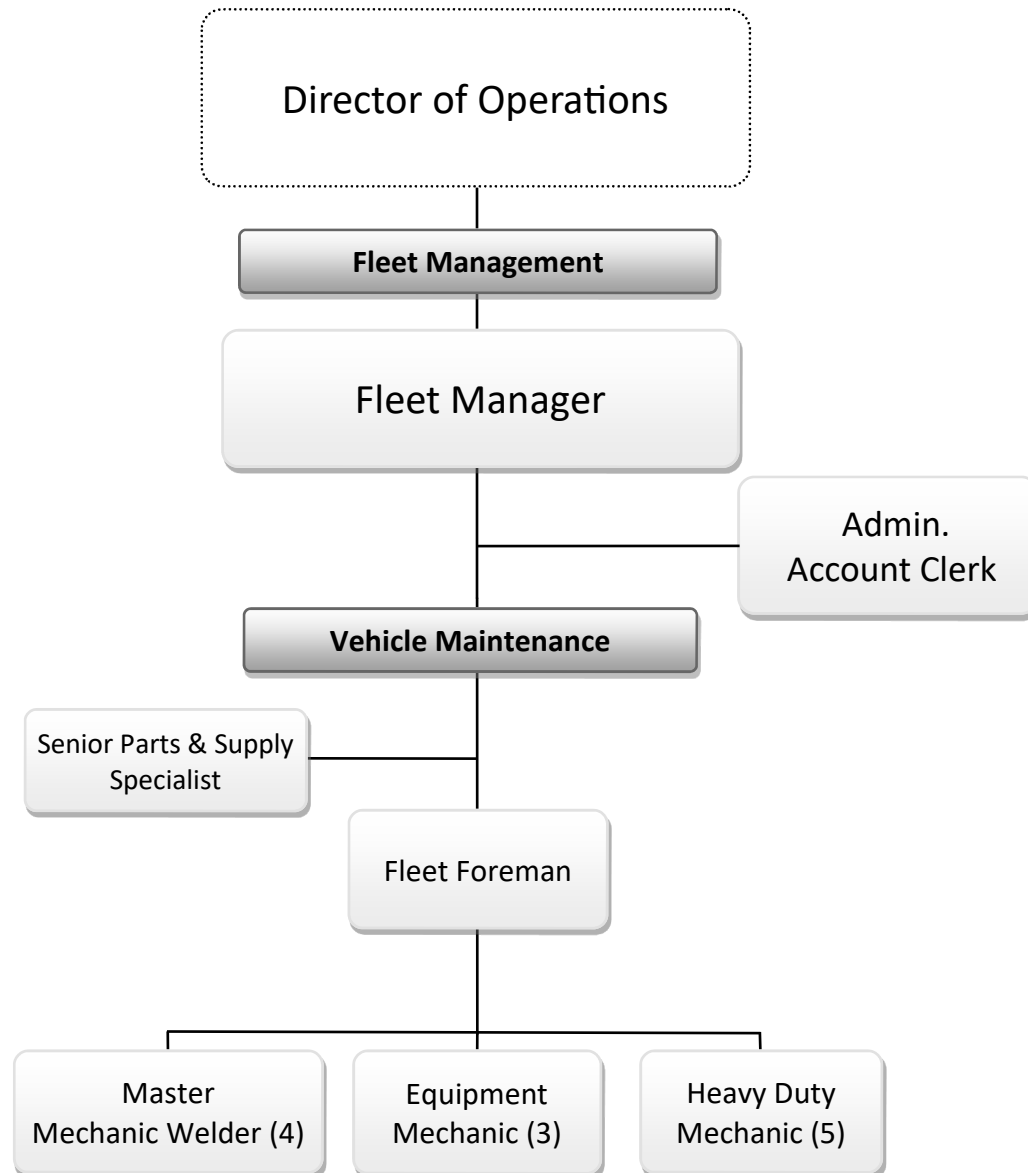 Director of Operations
Fleet Management
Fleet Manager
Admin.
Account Clerk
Vehicle Maintenance
Senior Parts & Supply
Specialist
Fleet Foreman
Master
Mechanic Welder (4)
Equipment
Mechanic (3)
Heavy Duty
Mechanic (5)